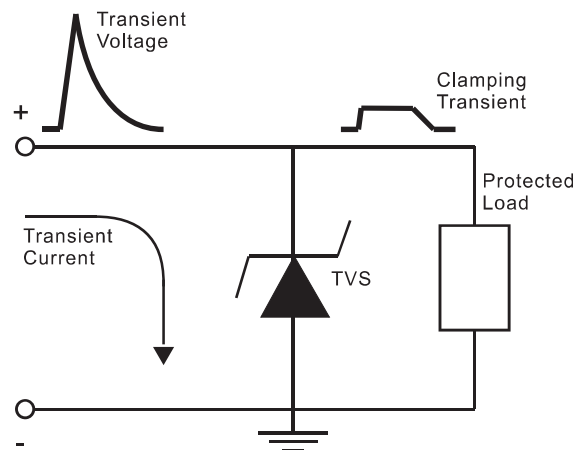 Transient
Voltage
Clamping
Transient
+
Protected
Load
Transient
Current
TVS
-